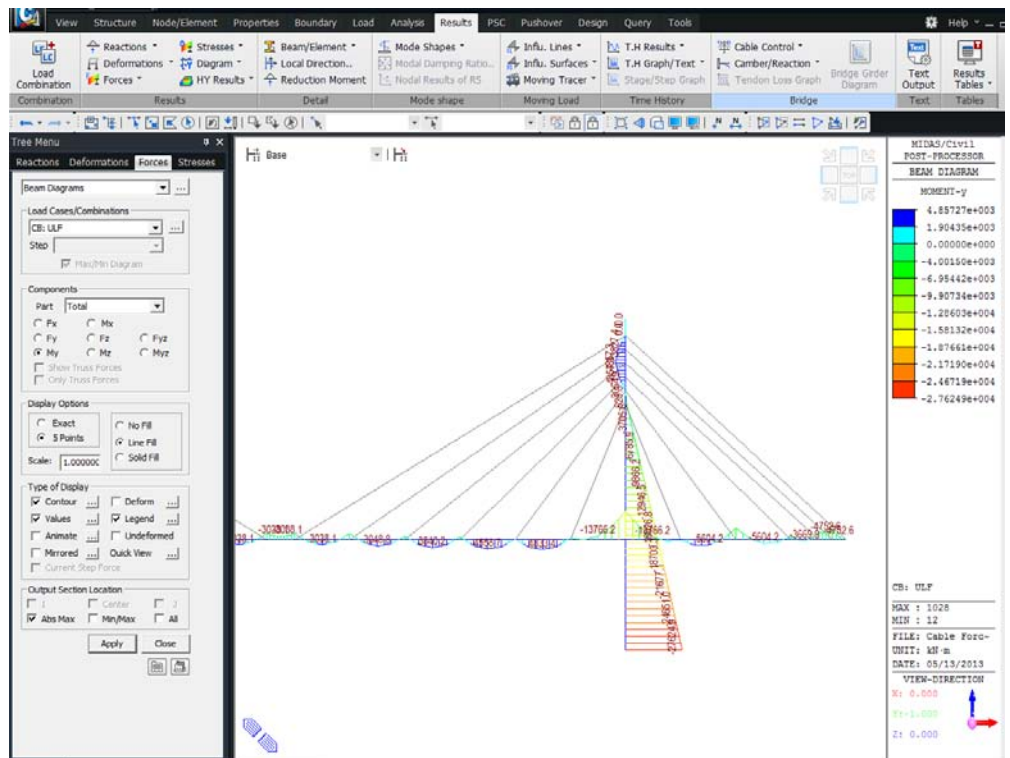 View Structure Node/Element Properties Boundary Load Analysis Results PSC Pushover Design Query Tools Help
Load Combination
Reactions Stresses
Deformations Diagram
Forces HY Results
Beam/Element
Local Direction...
Reduction Moment
Mode Shapes
Modal Damping Ratio...
Nodal Results of RS
Influ. Lines
Influ. Surfaces
Moving Tracer
T.H Results
T.H Graph/Text
Stage/Step Graph
Cable Control
Camber/Reaction
Tendon Loss Graph
Bridge Girder Diagram
Text Output
Results Tables
Combination Results Detail Mode shape Moving Load Time History Bridge Text Tables
Tree Menu
Reactions Deformations Forces Stresses
Beam Diagrams
Load Cases/Combinations
CB: ULF
Step
Max/Min Diagram
Components
Part Total
Fx Mx
Fy Fz Fyz
My Mz Myz
Show Truss Forces
Only Truss Forces
Display Options
Exact No Fill
5 Points Line Fill
Scale: 1.00000 Solid Fill
Type of Display
Contour ... Deform ...
Values ... Legend ...
Animate ... Undeformed
Mirrored ... Quick View ...
Current Step Force
Output Section Location
I Center J
Abs Max Min/Max All
Apply Close
Base
TOP
-13766.2
5604.2
MIDAS/Civil
POST-PROCESSOR
BEAM DIAGRAM
MOMENT-y
4.85727e+003
1.90435e+003
0.00000e+000
-4.00150e+003
-6.95442e+003
-9.90734e+003
-1.28603e+004
-1.58132e+004
-1.87661e+004
-2.17190e+004
-2.46719e+004
-2.76249e+004
CB: ULF
MAX : 1028
MIN : 12
FILE: Cable Forc~
UNIT: kN·m
DATE: 05/13/2013
VIEW-DIRECTION
X: 0.000
Y:-1.000
Z: 0.000